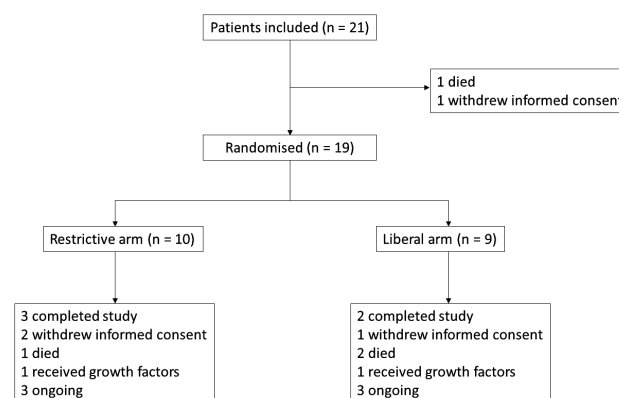 Patients included (n = 21)
1 died
1 withdrew informed consent
Randomised (n = 19)
Restrictive arm (n = 10)
Liberal arm (n = 9)
3 completed study
2 withdrew informed consent
1 died
1 received growth factors
3 ongoing
2 completed study
1 withdrew informed consent
2 died
1 received growth factors
3 ongoing